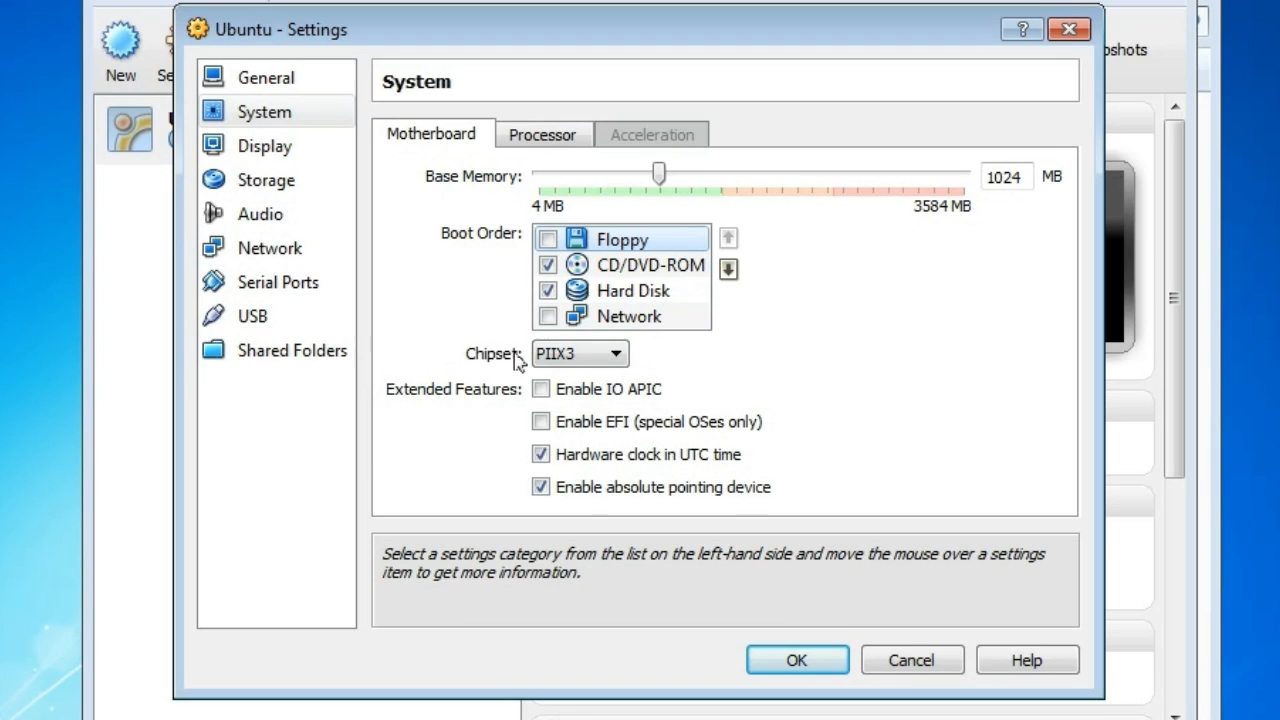 Ubuntu - Settings
?
New
Se
pshots
General
System
Display
Storage
Audio
Network
Serial Ports
USB
Shared Folders
System
Motherboard
Processor
Acceleration
Base Memory:
1024
MB
4 MB
3584 MB
Boot Order:
Floppy
CD/DVD-ROM
Hard Disk
Network
Chipset:
PIIX3
Extended Features:
Enable IO APIC
Enable EFI (special OSes only)
Hardware clock in UTC time
Enable absolute pointing device
Select a settings category from the list on the left-hand side and move the mouse over a settings
item to get more information.
OK
Cancel
Help